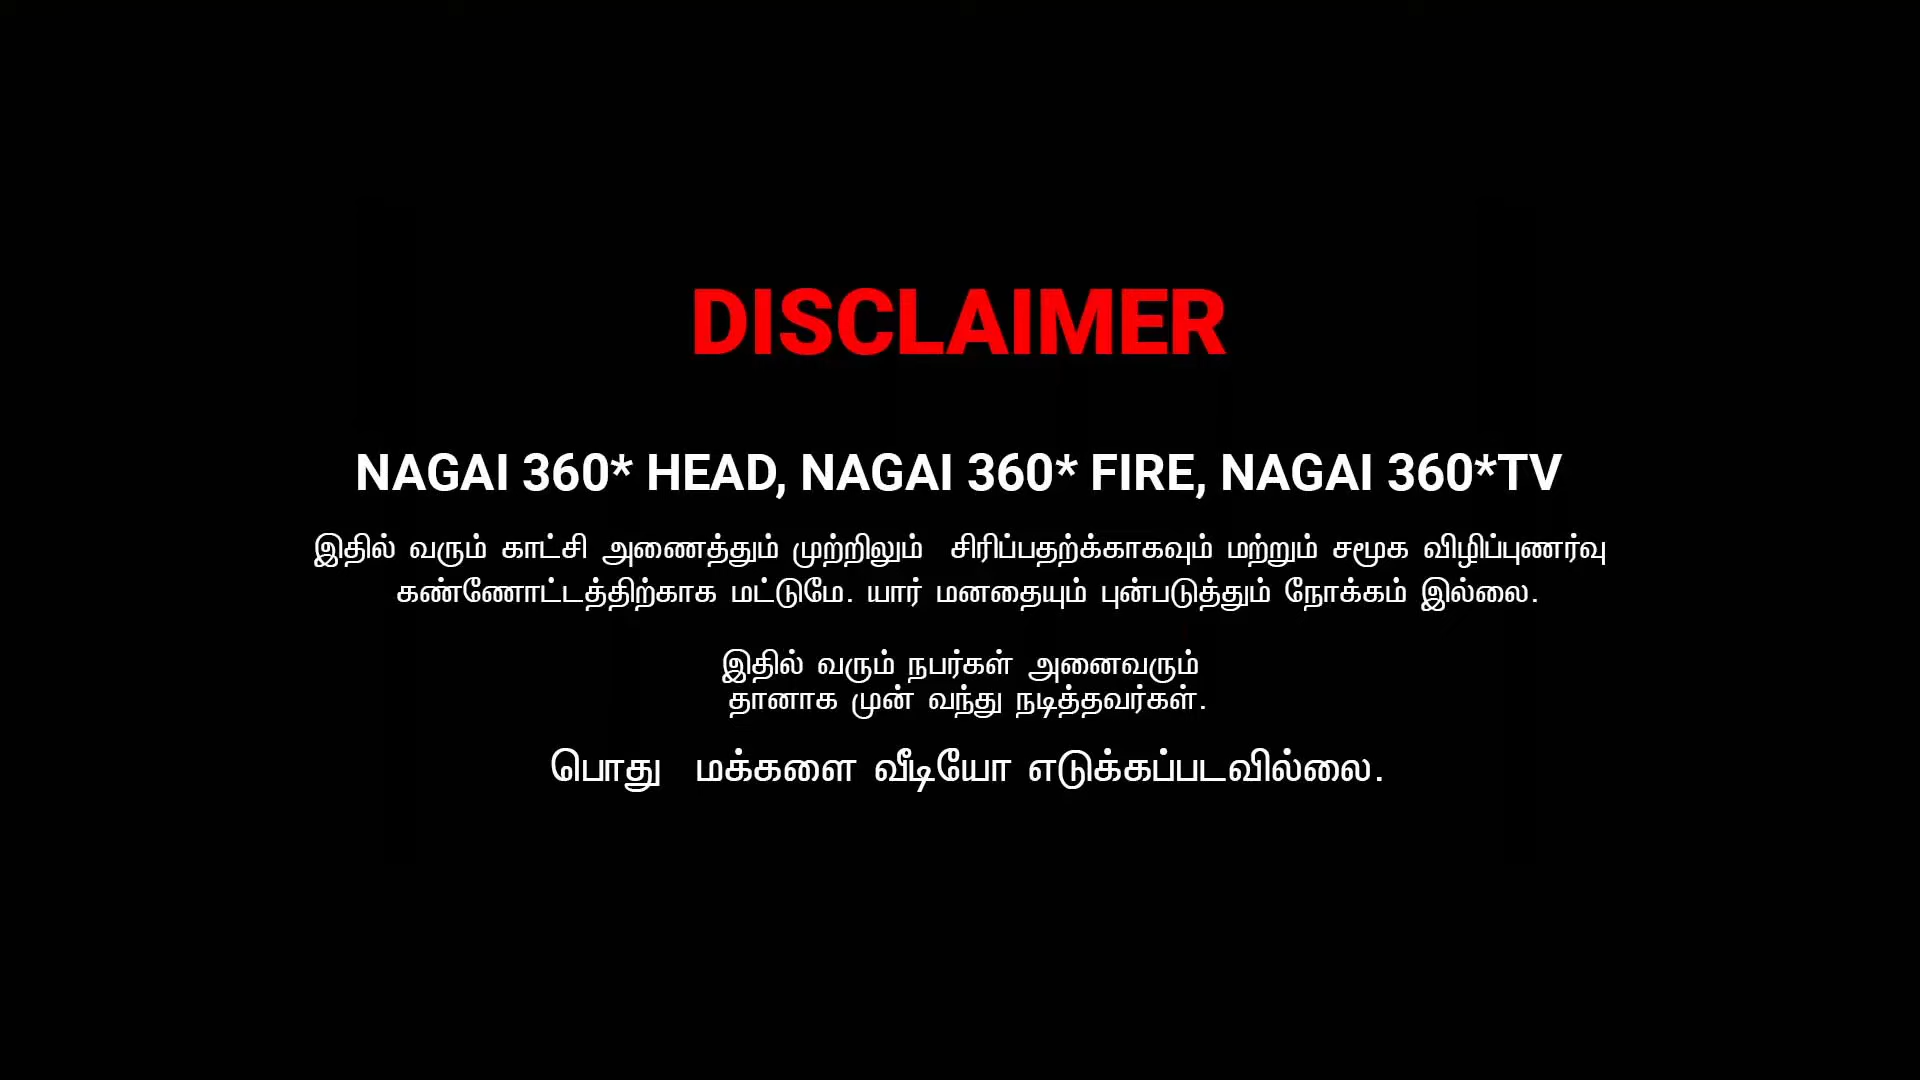 DISCLAIMER
NAGAI 360* HEAD, NAGAI 360* FIRE, NAGAI 360*TV
இதில் வரும் காட்சி அணைத்தும் முற்றிலும் சிரிப்பதற்க்காகவும் மற்றும் சமூக விழிப்புணர்வு
கண்ணோட்டத்திற்காக மட்டுமே. யார் மனதையும் புன்படுத்தும் நோக்கம் இல்லை.
இதில் வரும் நபர்கள் அனைவரும்
தானாக முன் வந்து நடித்தவர்கள்.
பொது மக்களை வீடியோ எடுக்கப்படவில்லை.